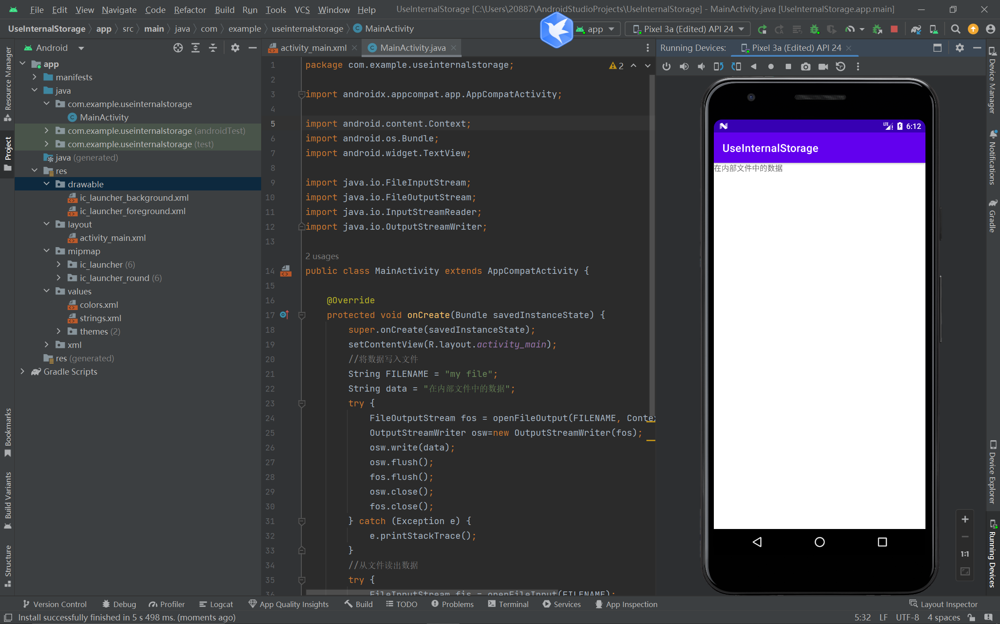 File Edit View Navigate Code Refactor Build Run Tools VCS Window Help UseInternalStorage [C:\Users\20887\AndroidStudioProjects\UseInternalStorage] - MainActivity.java [UseInternalStorage.app.main]
UseInternalStorage app src main java com example useinternalstorage MainActivity app Pixel 3a (Edited) API 24
Android
activity_main.xml MainActivity.java
Running Devices: Pixel 3a (Edited) API 24
Resource Manager
Project
Bookmarks
Build Variants
Structure
app
manifests
java
com.example.useinternalstorage
MainActivity
com.example.useinternalstorage (androidTest)
com.example.useinternalstorage (test)
java (generated)
res
drawable
ic_launcher_background.xml
ic_launcher_foreground.xml
layout
activity_main.xml
mipmap
ic_launcher (6)
ic_launcher_round (6)
values
colors.xml
strings.xml
themes (2)
xml
res (generated)
Gradle Scripts
2
1 package com.example.useinternalstorage;
2
3 import androidx.appcompat.app.AppCompatActivity;
4
5 import android.content.Context;
6 import android.os.Bundle;
7 import android.widget.TextView;
8
9 import java.io.FileInputStream;
10 import java.io.FileOutputStream;
11 import java.io.InputStreamReader;
12 import java.io.OutputStreamWriter;
13
2 usages
14 public class MainActivity extends AppCompatActivity {
15
16 @Override
17 protected void onCreate(Bundle savedInstanceState) {
18 super.onCreate(savedInstanceState);
19 setContentView(R.layout.activity_main);
20 //将数据写入文件
21 String FILENAME = "my file";
22 String data = "在内部文件中的数据";
23 try {
24 FileOutputStream fos = openFileOutput(FILENAME, Contex
25 OutputStreamWriter osw=new OutputStreamWriter(fos);
26 osw.write(data);
27 osw.flush();
28 fos.flush();
29 osw.close();
30 fos.close();
31 } catch (Exception e) {
32 e.printStackTrace();
33 }
34 //从文件读出数据
35 try {
36 FileInputStream fis = openFileInput(FILENAME);
LTE 6:12
UseInternalStorage
在内部文件中的数据
1:1
Device Manager
Notifications
Gradle
Device Explorer
Running Devices
Version Control Debug Profiler Logcat App Quality Insights Build TODO Problems Terminal Services App Inspection Layout Inspector
Install successfully finished in 5 s 498 ms. (moments ago) 5:32 LF UTF-8 4 spaces